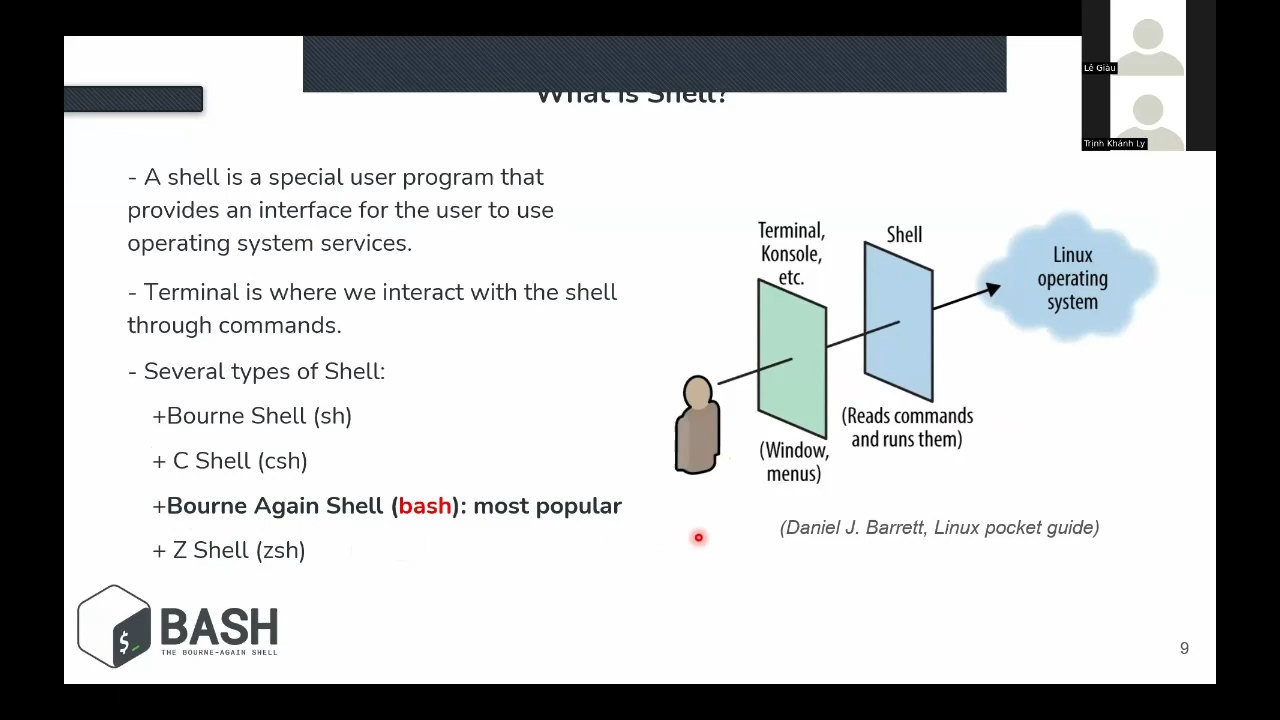 What is Shell?
- A shell is a special user program that
provides an interface for the user to use
operating system services.
- Terminal is where we interact with the shell
through commands.
- Several types of Shell:
+Bourne Shell (sh)
+ C Shell (csh)
+Bourne Again Shell (bash): most popular
+ Z Shell (zsh)
Terminal,
Konsole,
etc.
(Window,
menus)
Shell
(Reads commands
and runs them)
Linux
operating
system
(Daniel J. Barrett, Linux pocket guide)
$_
BASH
THE BOURNE-AGAIN SHELL
9
Lê Giàu
Trịnh Khánh Ly